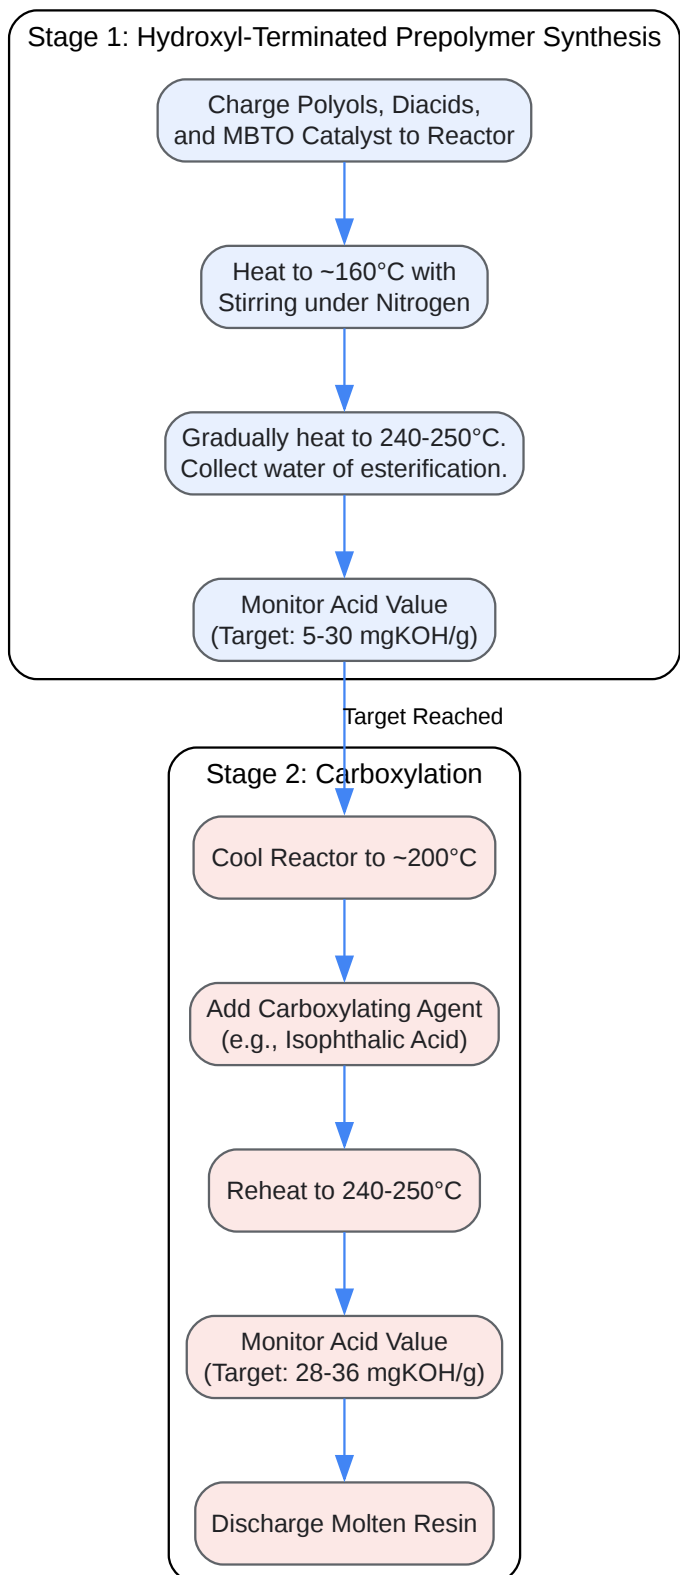 Stage 1: Hydroxyl-Terminated Prepolymer Synthesis
Charge Polyols, Diacids,
and MBTO Catalyst to Reactor
Heat to ~160°C with
Stirring under Nitrogen
Gradually heat to 240-250°C.
Collect water of esterification.
Monitor Acid Value
(Target: 5-30 mgKOH/g)
Target Reached
Stage 2: Carboxylation
Cool Reactor to ~200°C
Add Carboxylating Agent
(e.g., Isophthalic Acid)
Reheat to 240-250°C
Monitor Acid Value
(Target: 28-36 mgKOH/g)
Discharge Molten Resin